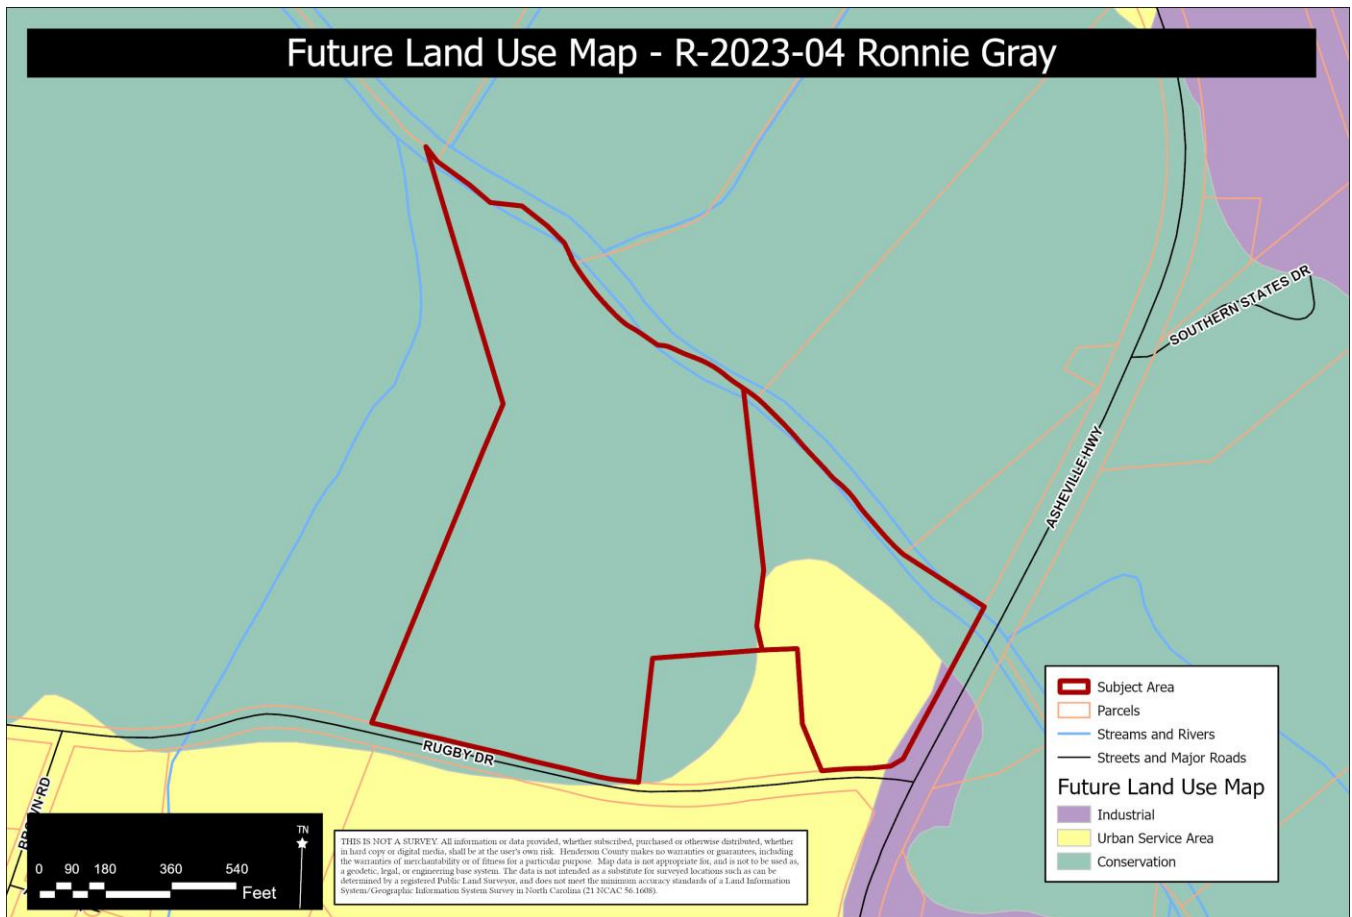 Future Land Use Map - R-2023-04 Ronnie Gray
SOUTHERN STATES DR
ASHEVILLE HWY
RUGBY DR
BROWN RD
Subject Area
Parcels
Streams and Rivers
Streets and Major Roads
Future Land Use Map
Industrial
Urban Service Area
Conservation
TN
0 90 180 360 540
Feet
THIS IS NOT A SURVEY. All information or data provided, whether subscribed, purchased or otherwise distributed, whether
in hard copy or digital media, shall be at the user's own risk. Henderson County makes no warranties or guarantees, including
the warranties of merchantability or of fitness for a particular purpose. Map data is not appropriate for, and is not to be used as,
a geodetic, legal, or engineering base system. The data is not intended as a substitute for surveyed locations such as can be
determined by a registered Public Land Surveyor, and does not meet the minimum accuracy standards of a Land Information
System/Geographic Information System Survey in North Carolina (21 NCAC 56.1608).